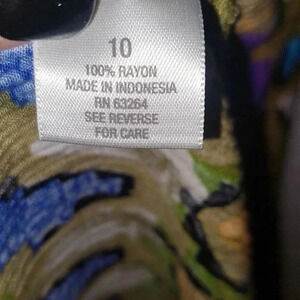 10
100% RAYON
MADE IN INDONESIA
RN 63264
SEE REVERSE
FOR CARE